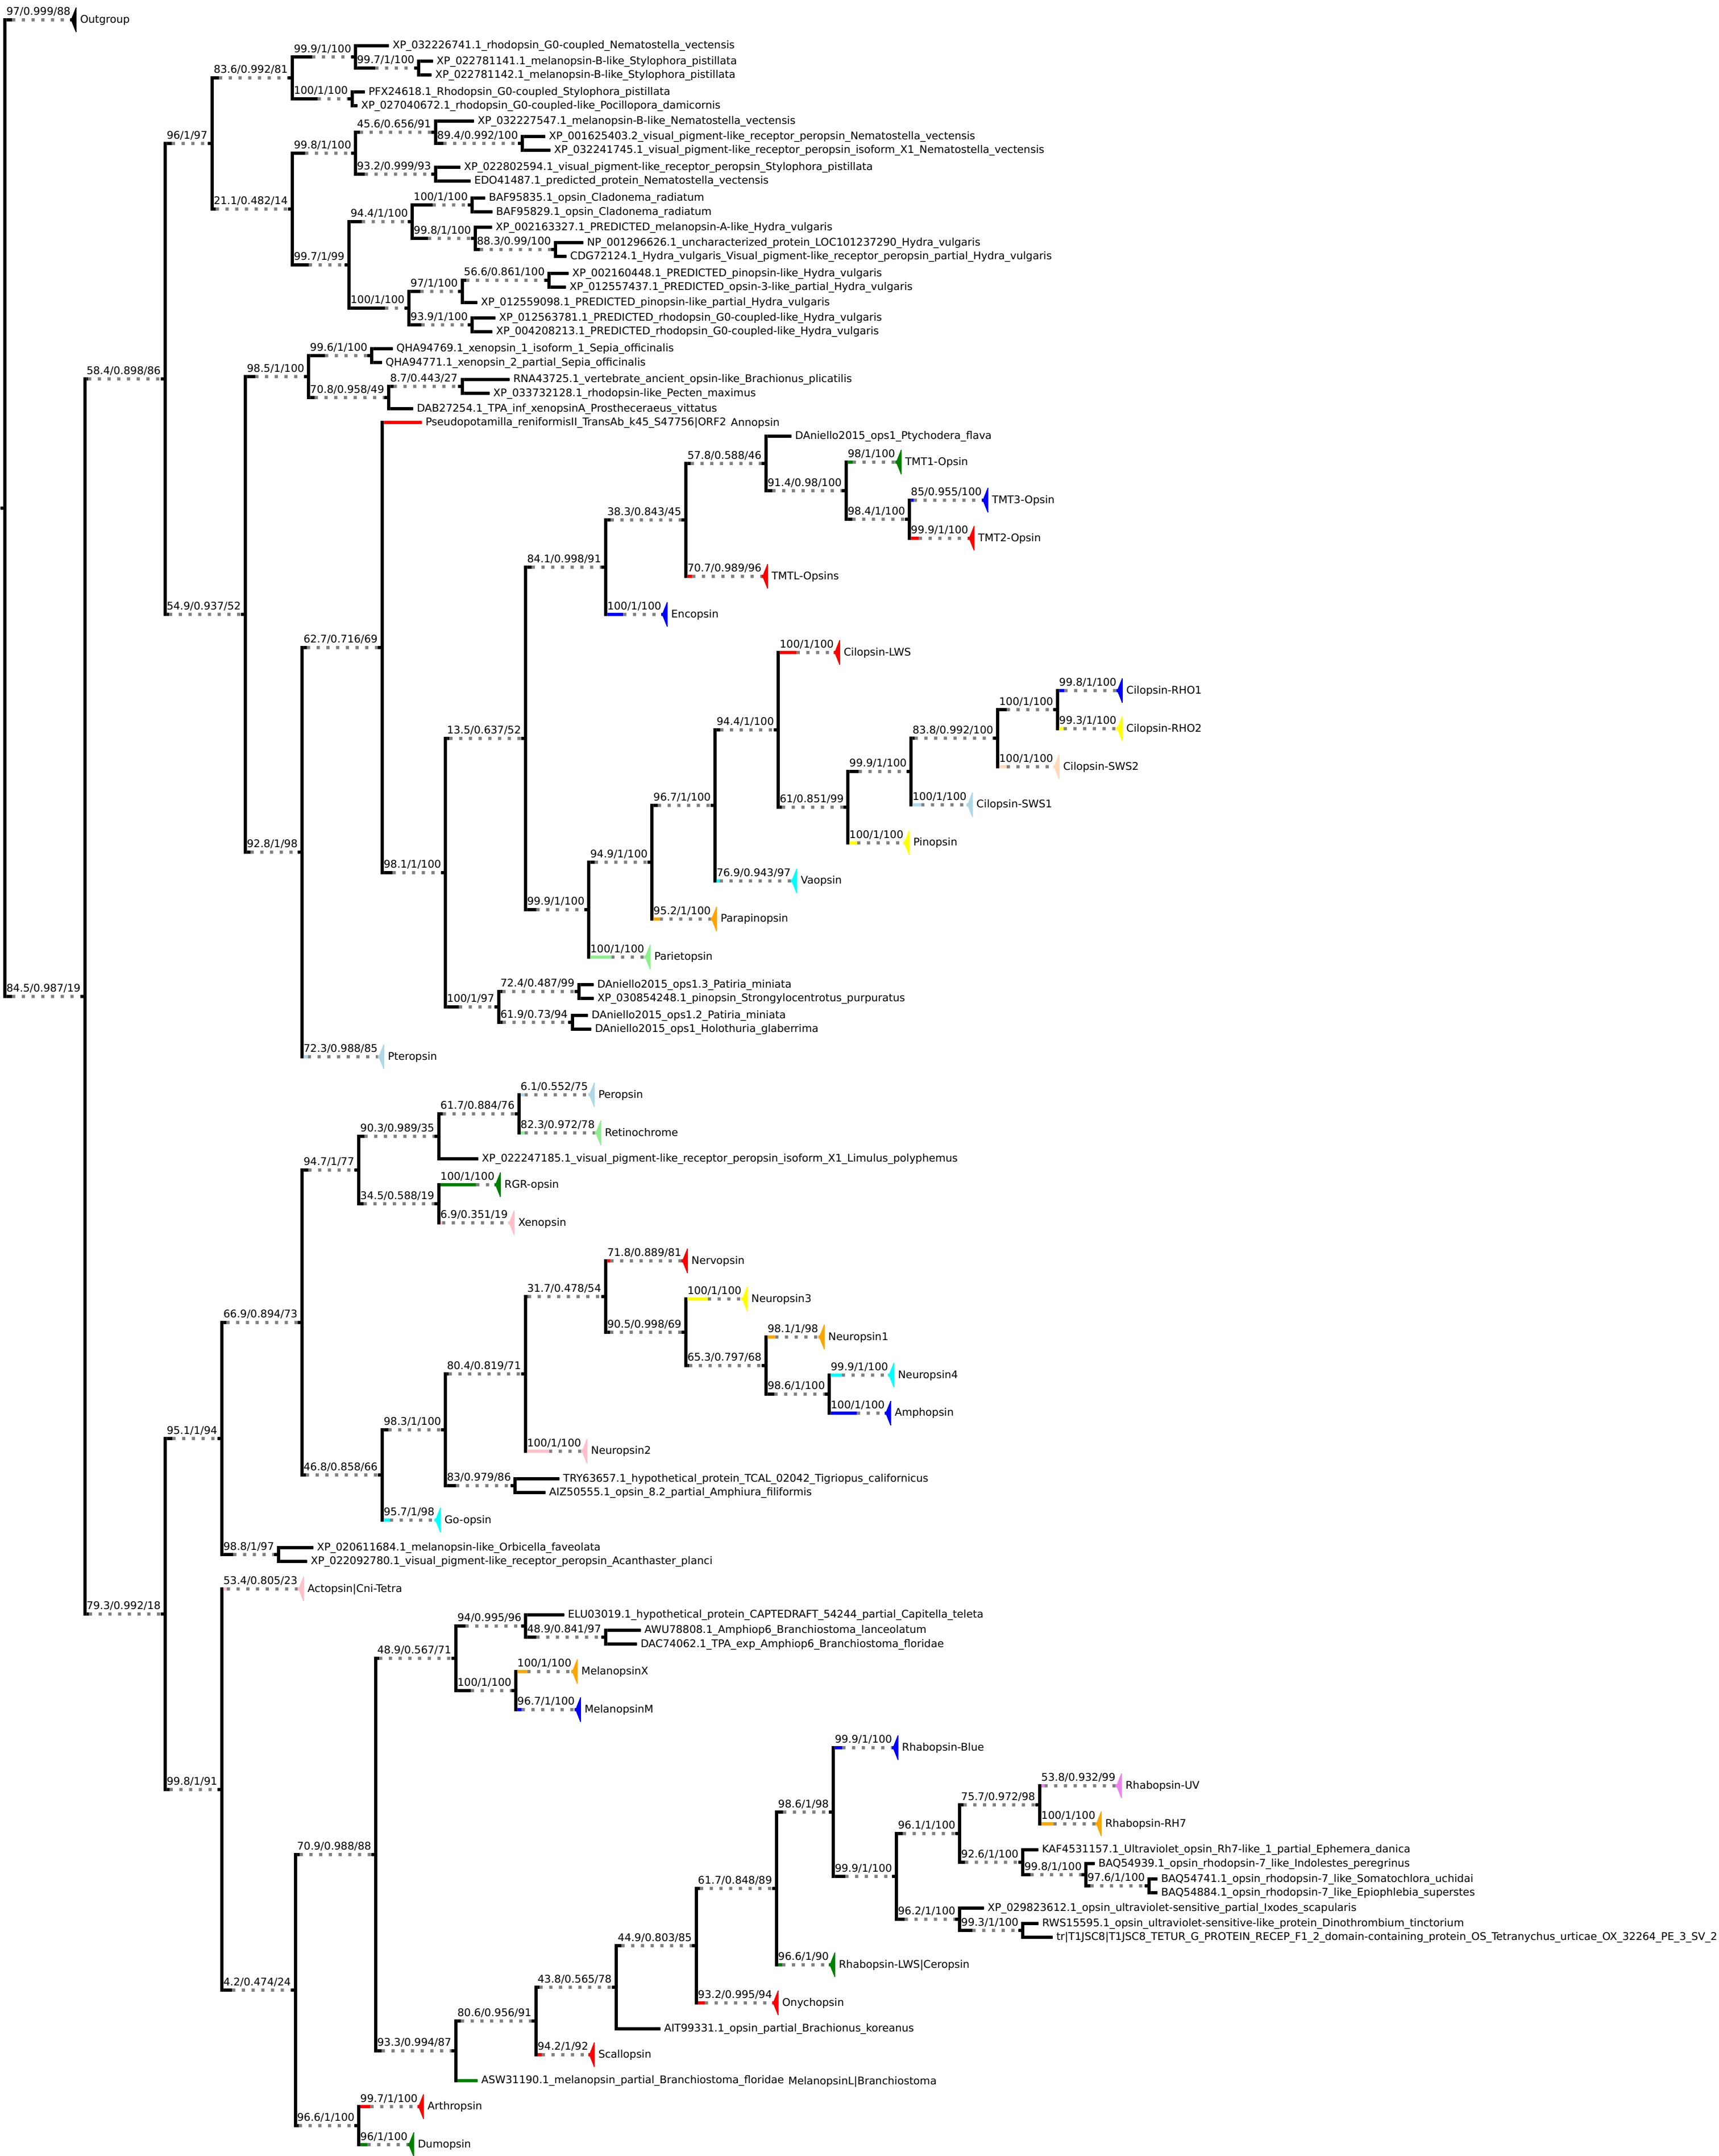 97/0.999/88 Outgroup
XP_032226741.1_rhodopsin_G0-coupled_Nematostella_vectensis
99.9/1/100
99.7/1/100 XP_022781141.1_melanopsin-B-like_Stylophora_pistillata
83.6/0.992/81
XP_022781142.1_melanopsin-B-like_Stylophora_pistillata
100/1/100 PFX24618.1_Rhodopsin_G0-coupled_Stylophora_pistillata
XP_027040672.1_rhodopsin_G0-coupled-like_Pocillopora_damicornis
XP_032227547.1_melanopsin-B-like_Nematostella_vectensis
45.6/0.656/91
96/1/97
89.4/0.992/100 XP_001625403.2_visual_pigment-like_receptor_peropsin_Nematostella_vectensis
99.8/1/100
XP_032241745.1_visual_pigment-like_receptor_peropsin_isoform_X1_Nematostella_vectensis
93.2/0.999/93 XP_022802594.1_visual_pigment-like_receptor_peropsin_Stylophora_pistillata
EDO41487.1_predicted_protein_Nematostella_vectensis
21.1/0.482/14
100/1/100 BAF95835.1_opsin_Cladonema_radiatum
BAF95829.1_opsin_Cladonema_radiatum
94.4/1/100
99.8/1/100 XP_002163327.1_PREDICTED_melanopsin-A-like_Hydra_vulgaris
88.3/0.99/100 NP_001296626.1_uncharacterized_protein_LOC101237290_Hydra_vulgaris
CDG72124.1_Hydra_vulgaris_Visual_pigment-like_receptor_peropsin_partial_Hydra_vulgaris
99.7/1/99
56.6/0.861/100 XP_002160448.1_PREDICTED_pinopsin-like_Hydra_vulgaris
97/1/100
XP_012557437.1_PREDICTED_opsin-3-like_partial_Hydra_vulgaris
100/1/100
XP_012559098.1_PREDICTED_pinopsin-like_partial_Hydra_vulgaris
93.9/1/100 XP_012563781.1_PREDICTED_rhodopsin_G0-coupled-like_Hydra_vulgaris
XP_004208213.1_PREDICTED_rhodopsin_G0-coupled-like_Hydra_vulgaris
99.6/1/100 QHA94769.1_xenopsin_1_isoform_1_Sepia_officinalis
QHA94771.1_xenopsin_2_partial_Sepia_officinalis
58.4/0.898/86
98.5/1/100
8.7/0.443/27 RNA43725.1_vertebrate_ancient_opsin-like_Brachionus_plicatilis
70.8/0.958/49
XP_033732128.1_rhodopsin-like_Pecten_maximus
DAB27254.1_TPA_inf_xenopsinA_Prostheceraeus_vittatus
Pseudopotamilla_reniformisII_TransAb_k45_S47756|ORF2 Annopsin
DAniello2015_ops1_Ptychodera_flava
57.8/0.588/46
98/1/100 TMT1-Opsin
91.4/0.98/100
85/0.955/100 TMT3-Opsin
38.3/0.843/45
98.4/1/100
99.9/1/100 TMT2-Opsin
84.1/0.998/91
70.7/0.989/96 TMTL-Opsins
54.9/0.937/52
100/1/100 Encopsin
62.7/0.716/69
100/1/100 Cilopsin-LWS
99.8/1/100 Cilopsin-RHO1
100/1/100
94.4/1/100
99.3/1/100 Cilopsin-RHO2
13.5/0.637/52
83.8/0.992/100
99.9/1/100
100/1/100 Cilopsin-SWS2
96.7/1/100
61/0.851/99
100/1/100 Cilopsin-SWS1
100/1/100 Pinopsin
92.8/1/98
94.9/1/100
98.1/1/100
76.9/0.943/97 Vaopsin
99.9/1/100
95.2/1/100 Parapinopsin
100/1/100 Parietopsin
84.5/0.987/19
72.4/0.487/99 DAniello2015_ops1.3_Patiria_miniata
100/1/97
XP_030854248.1_pinopsin_Strongylocentrotus_purpuratus
61.9/0.73/94 DAniello2015_ops1.2_Patiria_miniata
DAniello2015_ops1_Holothuria_glaberrima
72.3/0.988/85 Pteropsin
6.1/0.552/75 Peropsin
61.7/0.884/76
90.3/0.989/35
82.3/0.972/78 Retinochrome
94.7/1/77
XP_022247185.1_visual_pigment-like_receptor_peropsin_isoform_X1_Limulus_polyphemus
100/1/100 RGR-opsin
34.5/0.588/19
6.9/0.351/19 Xenopsin
71.8/0.889/81 Nervopsin
31.7/0.478/54
100/1/100 Neuropsin3
66.9/0.894/73
90.5/0.998/69
98.1/1/98 Neuropsin1
65.3/0.797/68
80.4/0.819/71
99.9/1/100 Neuropsin4
98.6/1/100
100/1/100 Amphopsin
98.3/1/100
95.1/1/94
100/1/100 Neuropsin2
46.8/0.858/66
83/0.979/86 TRY63657.1_hypothetical_protein_TCAL_02042_Tigriopus_californicus
AIZ50555.1_opsin_8.2_partial_Amphiura_filiformis
95.7/1/98 Go-opsin
98.8/1/97 XP_020611684.1_melanopsin-like_Orbicella_faveolata
XP_022092780.1_visual_pigment-like_receptor_peropsin_Acanthaster_planci
53.4/0.805/23 Actopsin|Cni-Tetra
79.3/0.992/18
94/0.995/96 ELU03019.1_hypothetical_protein_CAPTEDRAFT_54244_partial_Capitella_teleta
48.9/0.841/97 AWU78808.1_Amphiop6_Branchiostoma_lanceolatum
DAC74062.1_TPA_exp_Amphiop6_Branchiostoma_floridae
48.9/0.567/71
100/1/100 MelanopsinX
100/1/100
96.7/1/100 MelanopsinM
99.9/1/100 Rhabopsin-Blue
99.8/1/91
53.8/0.932/99 Rhabopsin-UV
75.7/0.972/98
98.6/1/98
100/1/100 Rhabopsin-RH7
96.1/1/100
70.9/0.988/88
KAF4531157.1_Ultraviolet_opsin_Rh7-like_1_partial_Ephemera_danica
92.6/1/100
99.8/1/100 BAQ54939.1_opsin_rhodopsin-7_like_Indolestes_peregrinus
99.9/1/100
97.6/1/100 BAQ54741.1_opsin_rhodopsin-7_like_Somatochlora_uchidai
61.7/0.848/89
BAQ54884.1_opsin_rhodopsin-7_like_Epiophlebia_superstes
96.2/1/100 XP_029823612.1_opsin_ultraviolet-sensitive_partial_Ixodes_scapularis
99.3/1/100 RWS15595.1_opsin_ultraviolet-sensitive-like_protein_Dinothrombium_tinctorium
44.9/0.803/85
tr|T1JSC8|T1JSC8_TETUR_G_PROTEIN_RECEP_F1_2_domain-containing_protein_OS_Tetranychus_urticae_OX_32264_PE_3_SV_2
96.6/1/90 Rhabopsin-LWS|Ceropsin
4.2/0.474/24
43.8/0.565/78
93.2/0.995/94 Onychopsin
80.6/0.956/91
AIT99331.1_opsin_partial_Brachionus_koreanus
93.3/0.994/87
94.2/1/92 Scallopsin
ASW31190.1_melanopsin_partial_Branchiostoma_floridae MelanopsinL|Branchiostoma
99.7/1/100 Arthropsin
96.6/1/100
96/1/100 Dumopsin